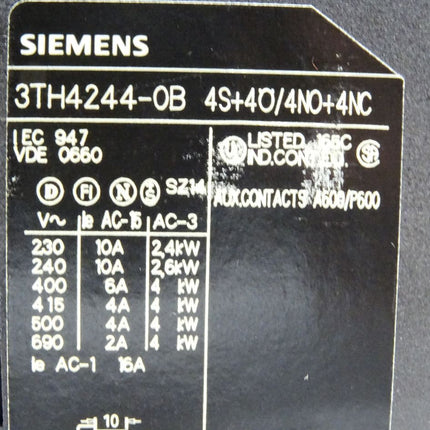 SIEMENS
3TH4244-0B 4S+4Ö/4NO+4NC
IEC 947
VDE 0660
UL LISTED
IND.CONT.EQ.
D FI N S SZ14
AUX.CONTACTS A600/P600
V~ Ie AC-15 AC-3
230 10A 2,4kW
240 10A 2,6kW
400 6A 4 kW
415 4A 4 kW
500 4A 4 kW
690 2A 4 kW
Ie AC-1 16A
10